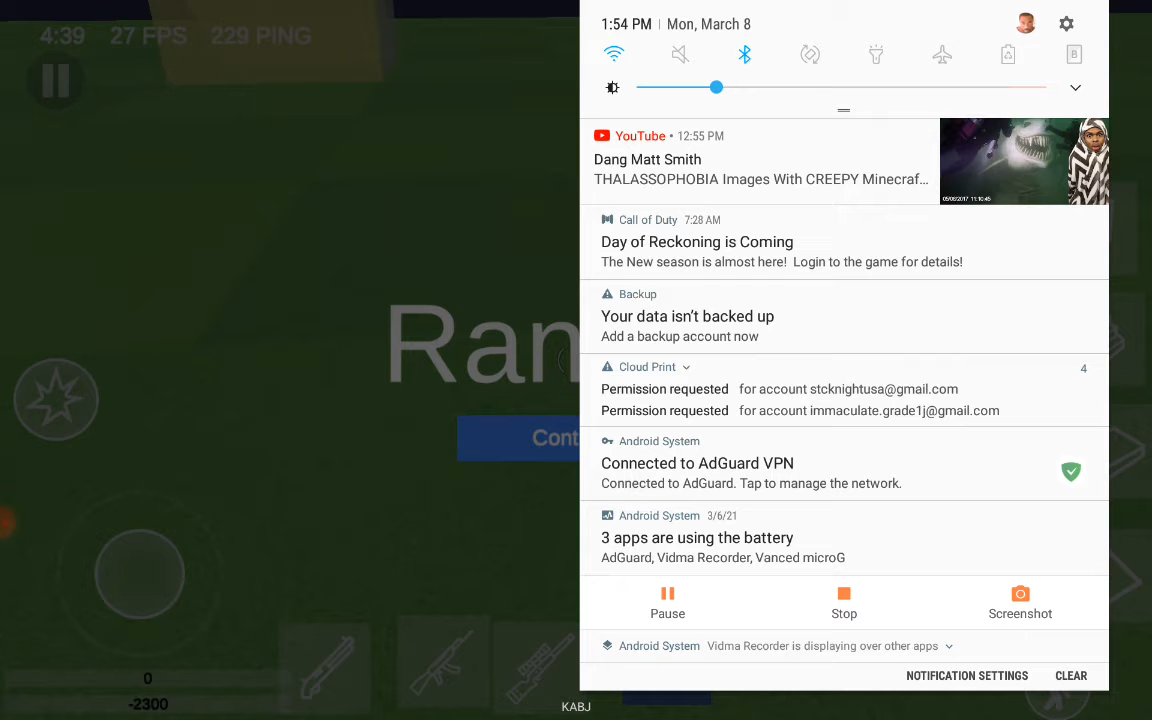 4:39 27 FPS 229 PING
Ran
Cont
0
-2300
1:54 PM | Mon, March 8
B
YouTube • 12:55 PM
Dang Matt Smith
THALASSOPHOBIA Images With CREEPY Minecraf...
Call of Duty 7:28 AM
Day of Reckoning is Coming
The New season is almost here! Login to the game for details!
Backup
Your data isn't backed up
Add a backup account now
Cloud Print 4
Permission requested for account stcknightusa@gmail.com
Permission requested for account immaculate.grade1j@gmail.com
Android System
Connected to AdGuard VPN
Connected to AdGuard. Tap to manage the network.
Android System 3/6/21
3 apps are using the battery
AdGuard, Vidma Recorder, Vanced microG
Pause Stop Screenshot
Android System Vidma Recorder is displaying over other apps
NOTIFICATION SETTINGS CLEAR
KABJ